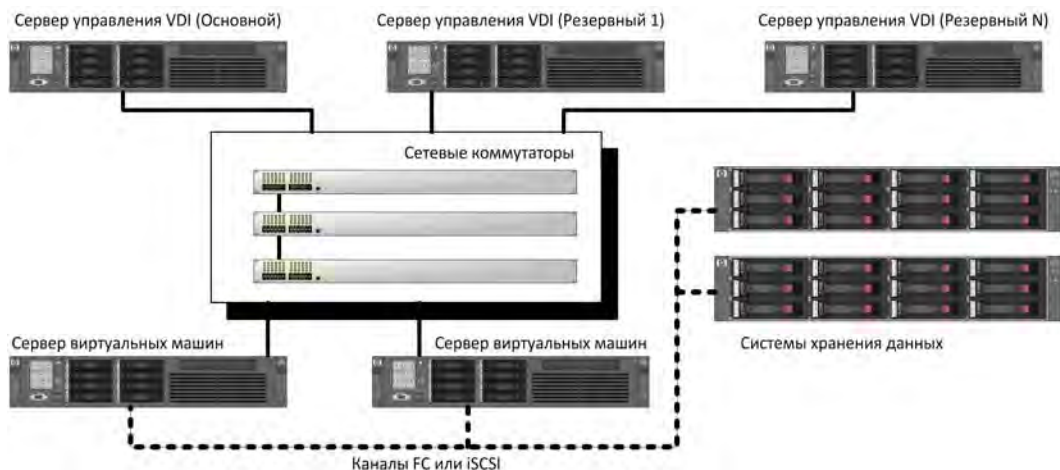 Сервер управления VDI (Основной)
Сервер управления VDI (Резервный 1)
Сервер управления VDI (Резервный N)
Сетевые коммутаторы
Сервер виртуальных машин
Сервер виртуальных машин
Системы хранения данных
Каналы FC или iSCSI